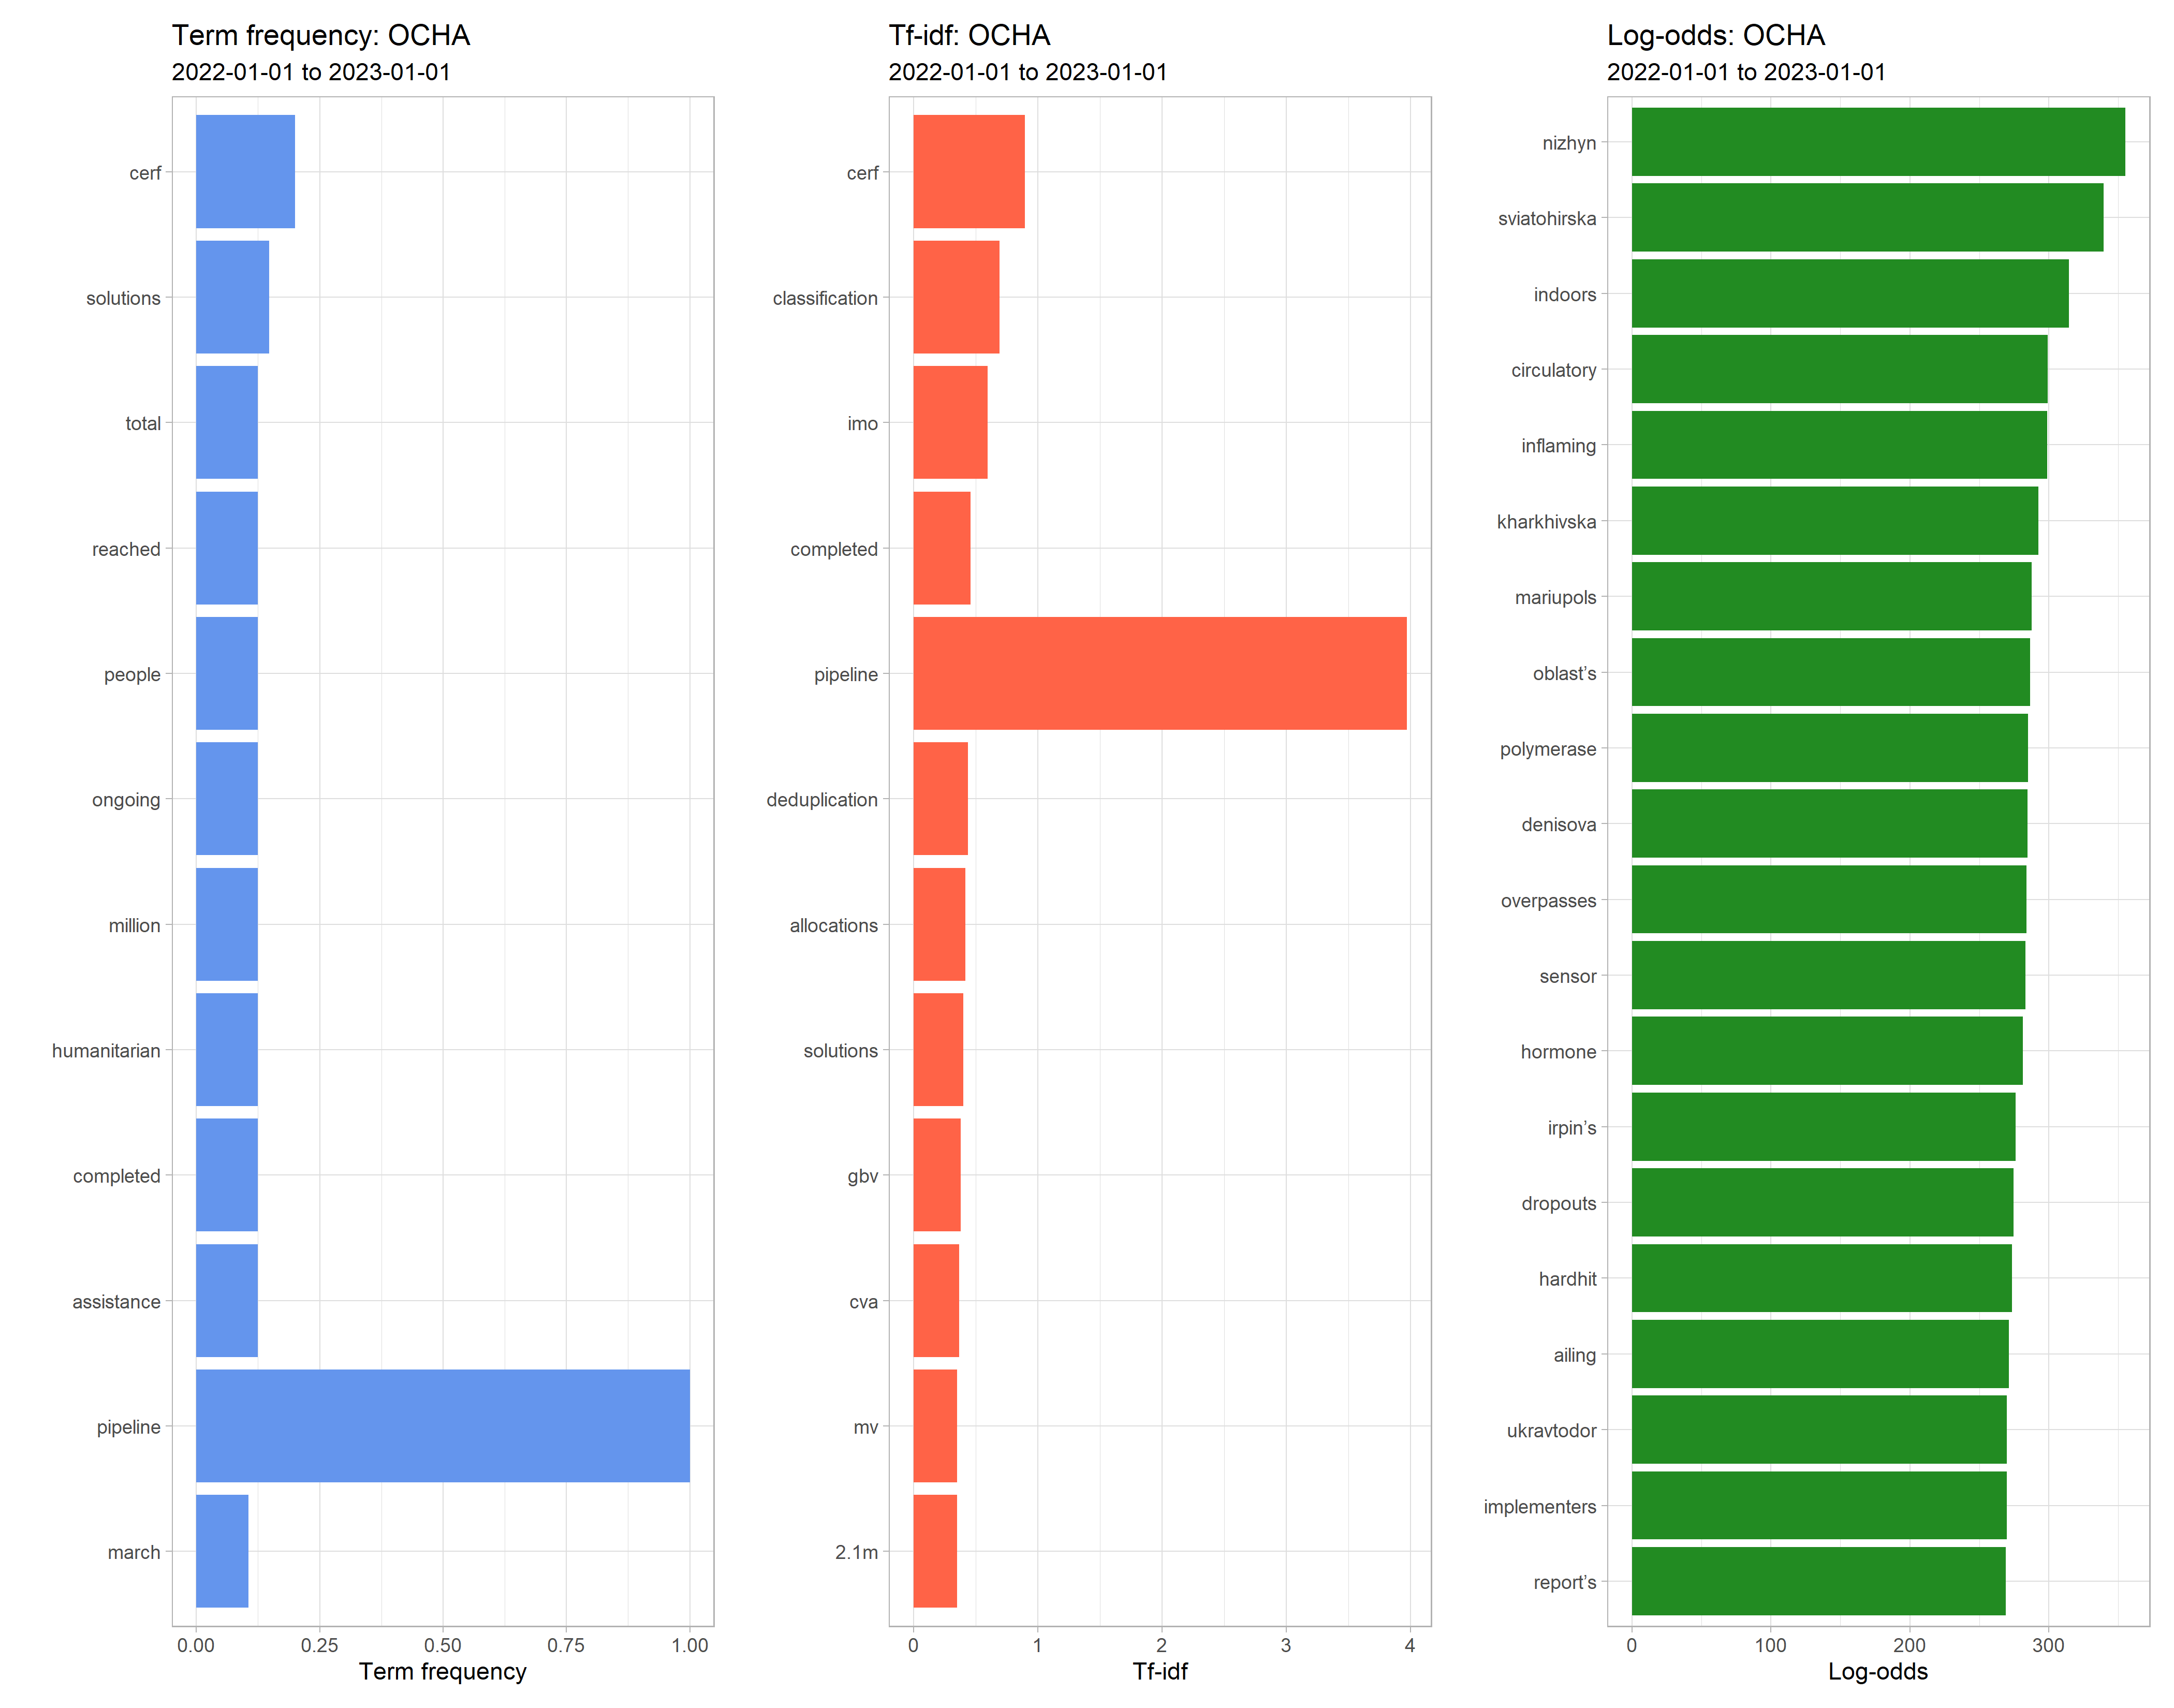 Term frequency: OCHA
2022-01-01 to 2023-01-01
cerf
solutions
total
reached
people
ongoing
million
humanitarian
completed
assistance
pipeline
march
0.00 0.25 0.50 0.75 1.00
Term frequency
Tf-idf: OCHA
2022-01-01 to 2023-01-01
cerf
classification
imo
completed
pipeline
deduplication
allocations
solutions
gbv
cva
mv
2.1m
0 1 2 3 4
Tf-idf
Log-odds: OCHA
2022-01-01 to 2023-01-01
nizhyn
sviatohirska
indoors
circulatory
inflaming
kharkhivska
mariupols
oblast’s
polymerase
denisova
overpasses
sensor
hormone
irpin’s
dropouts
hardhit
ailing
ukravtodor
implementers
report’s
0 100 200 300
Log-odds